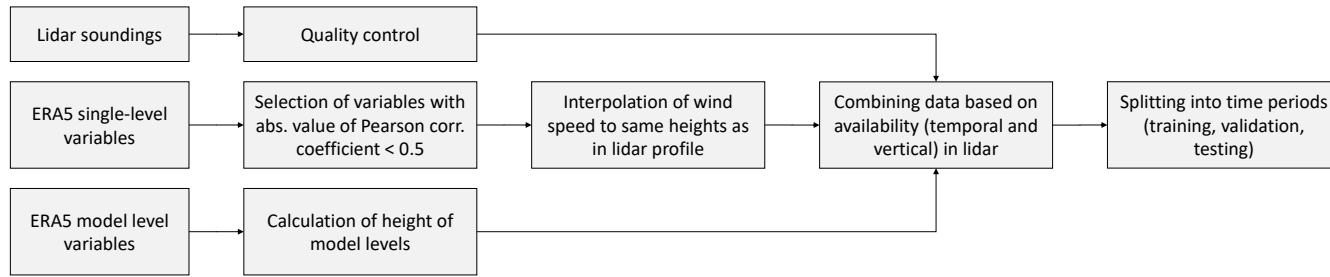 Lidar soundings
Quality control
ERA5 single-level
variables
Selection of variables with
abs. value of Pearson corr.
coefficient < 0.5
Interpolation of wind
speed to same heights as
in lidar profile
Combining data based on
availability (temporal and
vertical) in lidar
Splitting into time periods
(training, validation,
testing)
ERA5 model level
variables
Calculation of height of
model levels